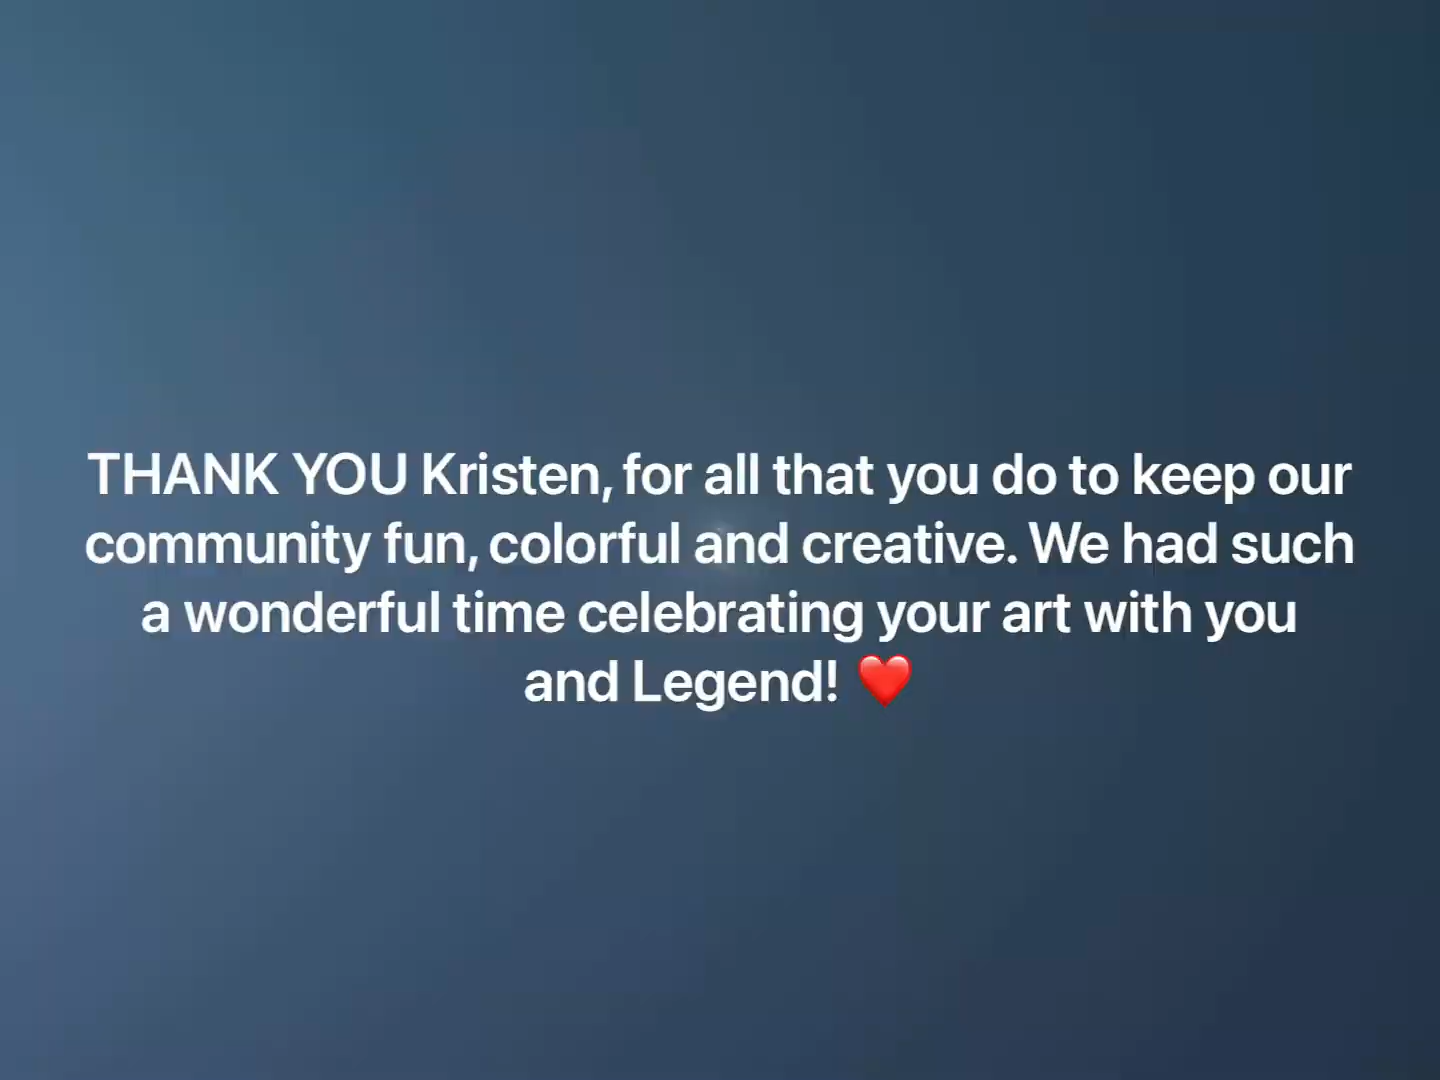 THANK YOU Kristen, for all that you do to keep our
community fun, colorful and creative. We had such
a wonderful time celebrating your art with you
and Legend! ❤️